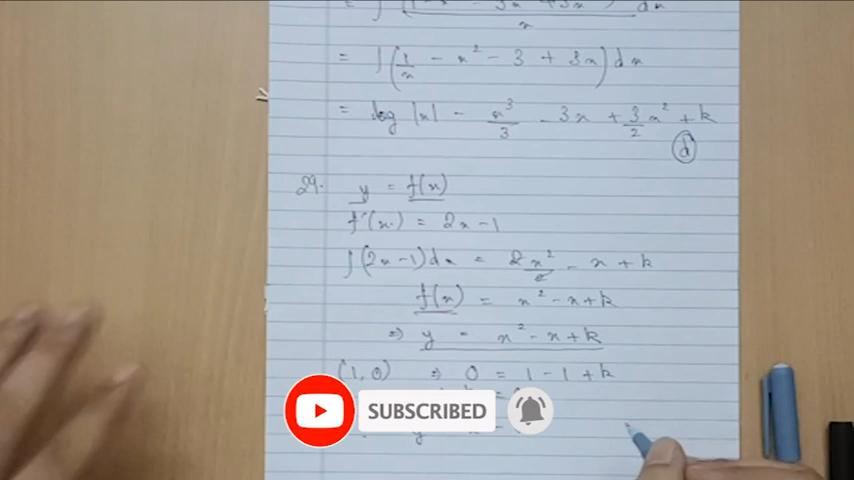 = ∫ (1/x - x² - 3 + 3x) dx
= log |x| - x³/3 - 3x + 3/2 x² + k
(d)
29. y = f(x)
f'(x) = 2x - 1
∫(2x - 1) dx = 2x²/2 - x + k
f(x) = x² - x + k
⇒ y = x² - x + k
(1, 0) ⇒ 0 = 1 - 1 + k
SUBSCRIBED